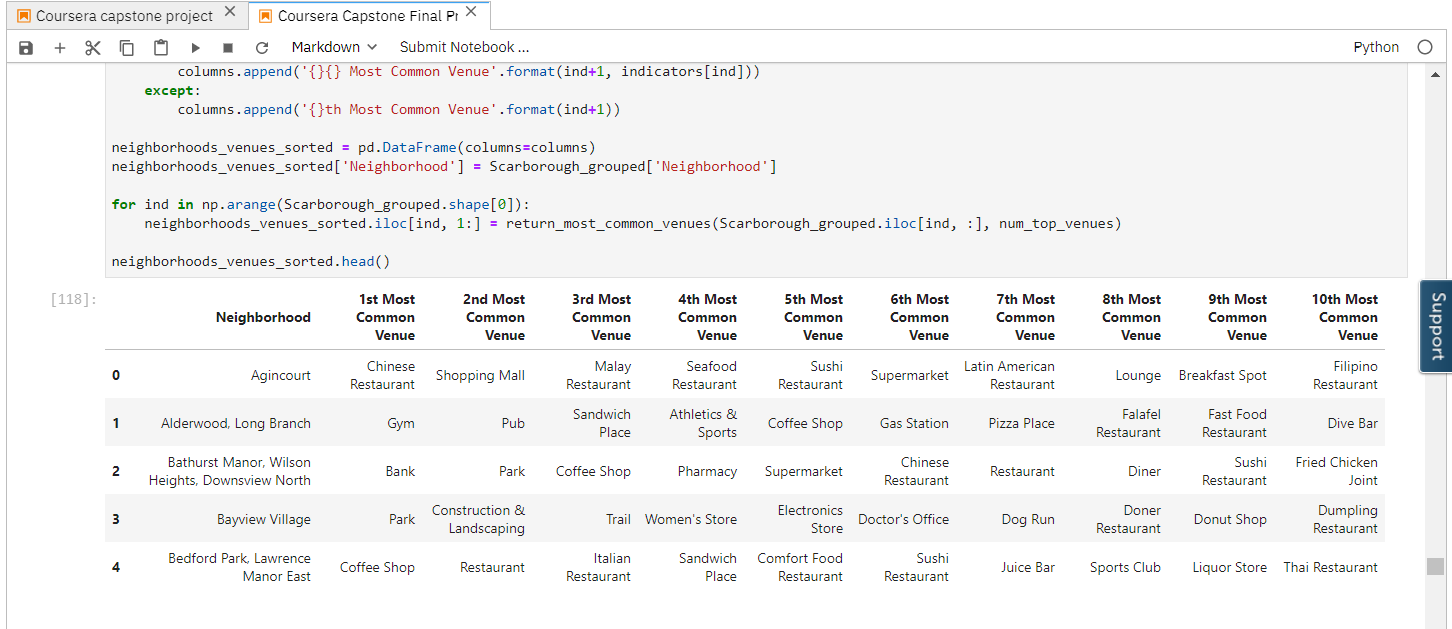 Coursera capstone project
Coursera Capstone Final Pr
Markdown
Submit Notebook ...
Python
columns.append('{}{} Most Common Venue'.format(ind+1, indicators[ind]))
except:
columns.append('{}th Most Common Venue'.format(ind+1))
neighborhoods_venues_sorted = pd.DataFrame(columns=columns)
neighborhoods_venues_sorted['Neighborhood'] = Scarborough_grouped['Neighborhood']
for ind in np.arange(Scarborough_grouped.shape[0]):
neighborhoods_venues_sorted.iloc[ind, 1:] = return_most_common_venues(Scarborough_grouped.iloc[ind, :], num_top_venues)
neighborhoods_venues_sorted.head()
[118]:
Neighborhood
1st Most
Common
Venue
2nd Most
Common
Venue
3rd Most
Common
Venue
4th Most
Common
Venue
5th Most
Common
Venue
6th Most
Common
Venue
7th Most
Common
Venue
8th Most
Common
Venue
9th Most
Common
Venue
10th Most
Common
Venue
0
Agincourt
Chinese
Restaurant
Shopping Mall
Malay
Restaurant
Seafood
Restaurant
Sushi
Restaurant
Supermarket
Latin American
Restaurant
Lounge
Breakfast Spot
Filipino
Restaurant
1
Alderwood, Long Branch
Gym
Pub
Sandwich
Place
Athletics &
Sports
Coffee Shop
Gas Station
Pizza Place
Falafel
Restaurant
Fast Food
Restaurant
Dive Bar
2
Bathurst Manor, Wilson
Heights, Downsview North
Bank
Park
Coffee Shop
Pharmacy
Supermarket
Chinese
Restaurant
Restaurant
Diner
Sushi
Restaurant
Fried Chicken
Joint
3
Bayview Village
Park
Construction &
Landscaping
Trail
Women's Store
Electronics
Store
Doctor's Office
Dog Run
Doner
Restaurant
Donut Shop
Dumpling
Restaurant
4
Bedford Park, Lawrence
Manor East
Coffee Shop
Restaurant
Italian
Restaurant
Sandwich
Place
Comfort Food
Restaurant
Sushi
Restaurant
Juice Bar
Sports Club
Liquor Store
Thai Restaurant
Support